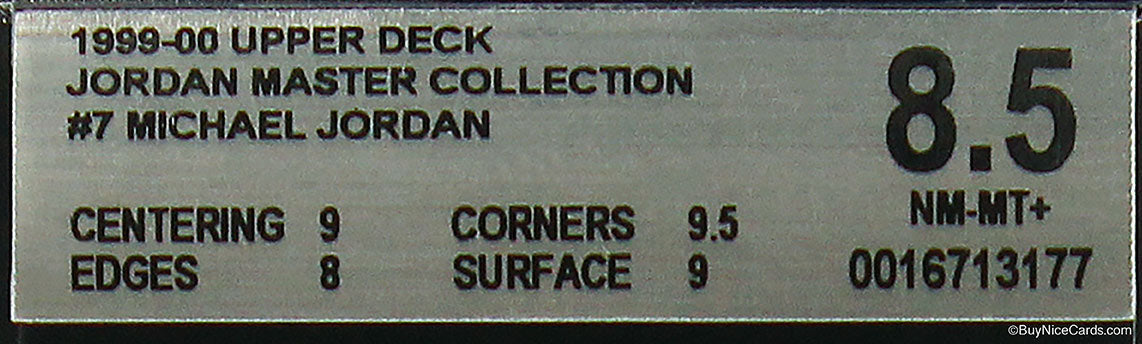 1999-00 UPPER DECK
JORDAN MASTER COLLECTION
#7 MICHAEL JORDAN
8.5
NM-MT+
0016713177
CENTERING 9 CORNERS 9.5
EDGES 8 SURFACE 9
©BuyNiceCards.com